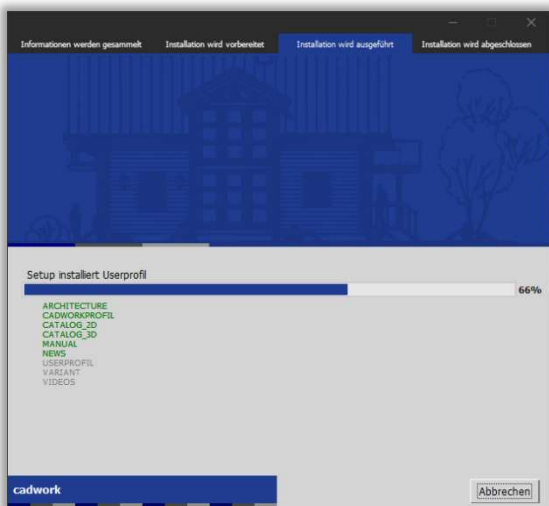 Informationen werden gesammelt Installation wird vorbereitet Installation wird ausgeführt Installation wird abgeschlossen
Setup installiert Userprofil
66%
ARCHITECTURE
CADWORKPROFIL
CATALOG_2D
CATALOG_3D
MANUAL
NEWS
USERPROFIL
VARIANT
VIDEOS
cadwork
Abbrechen